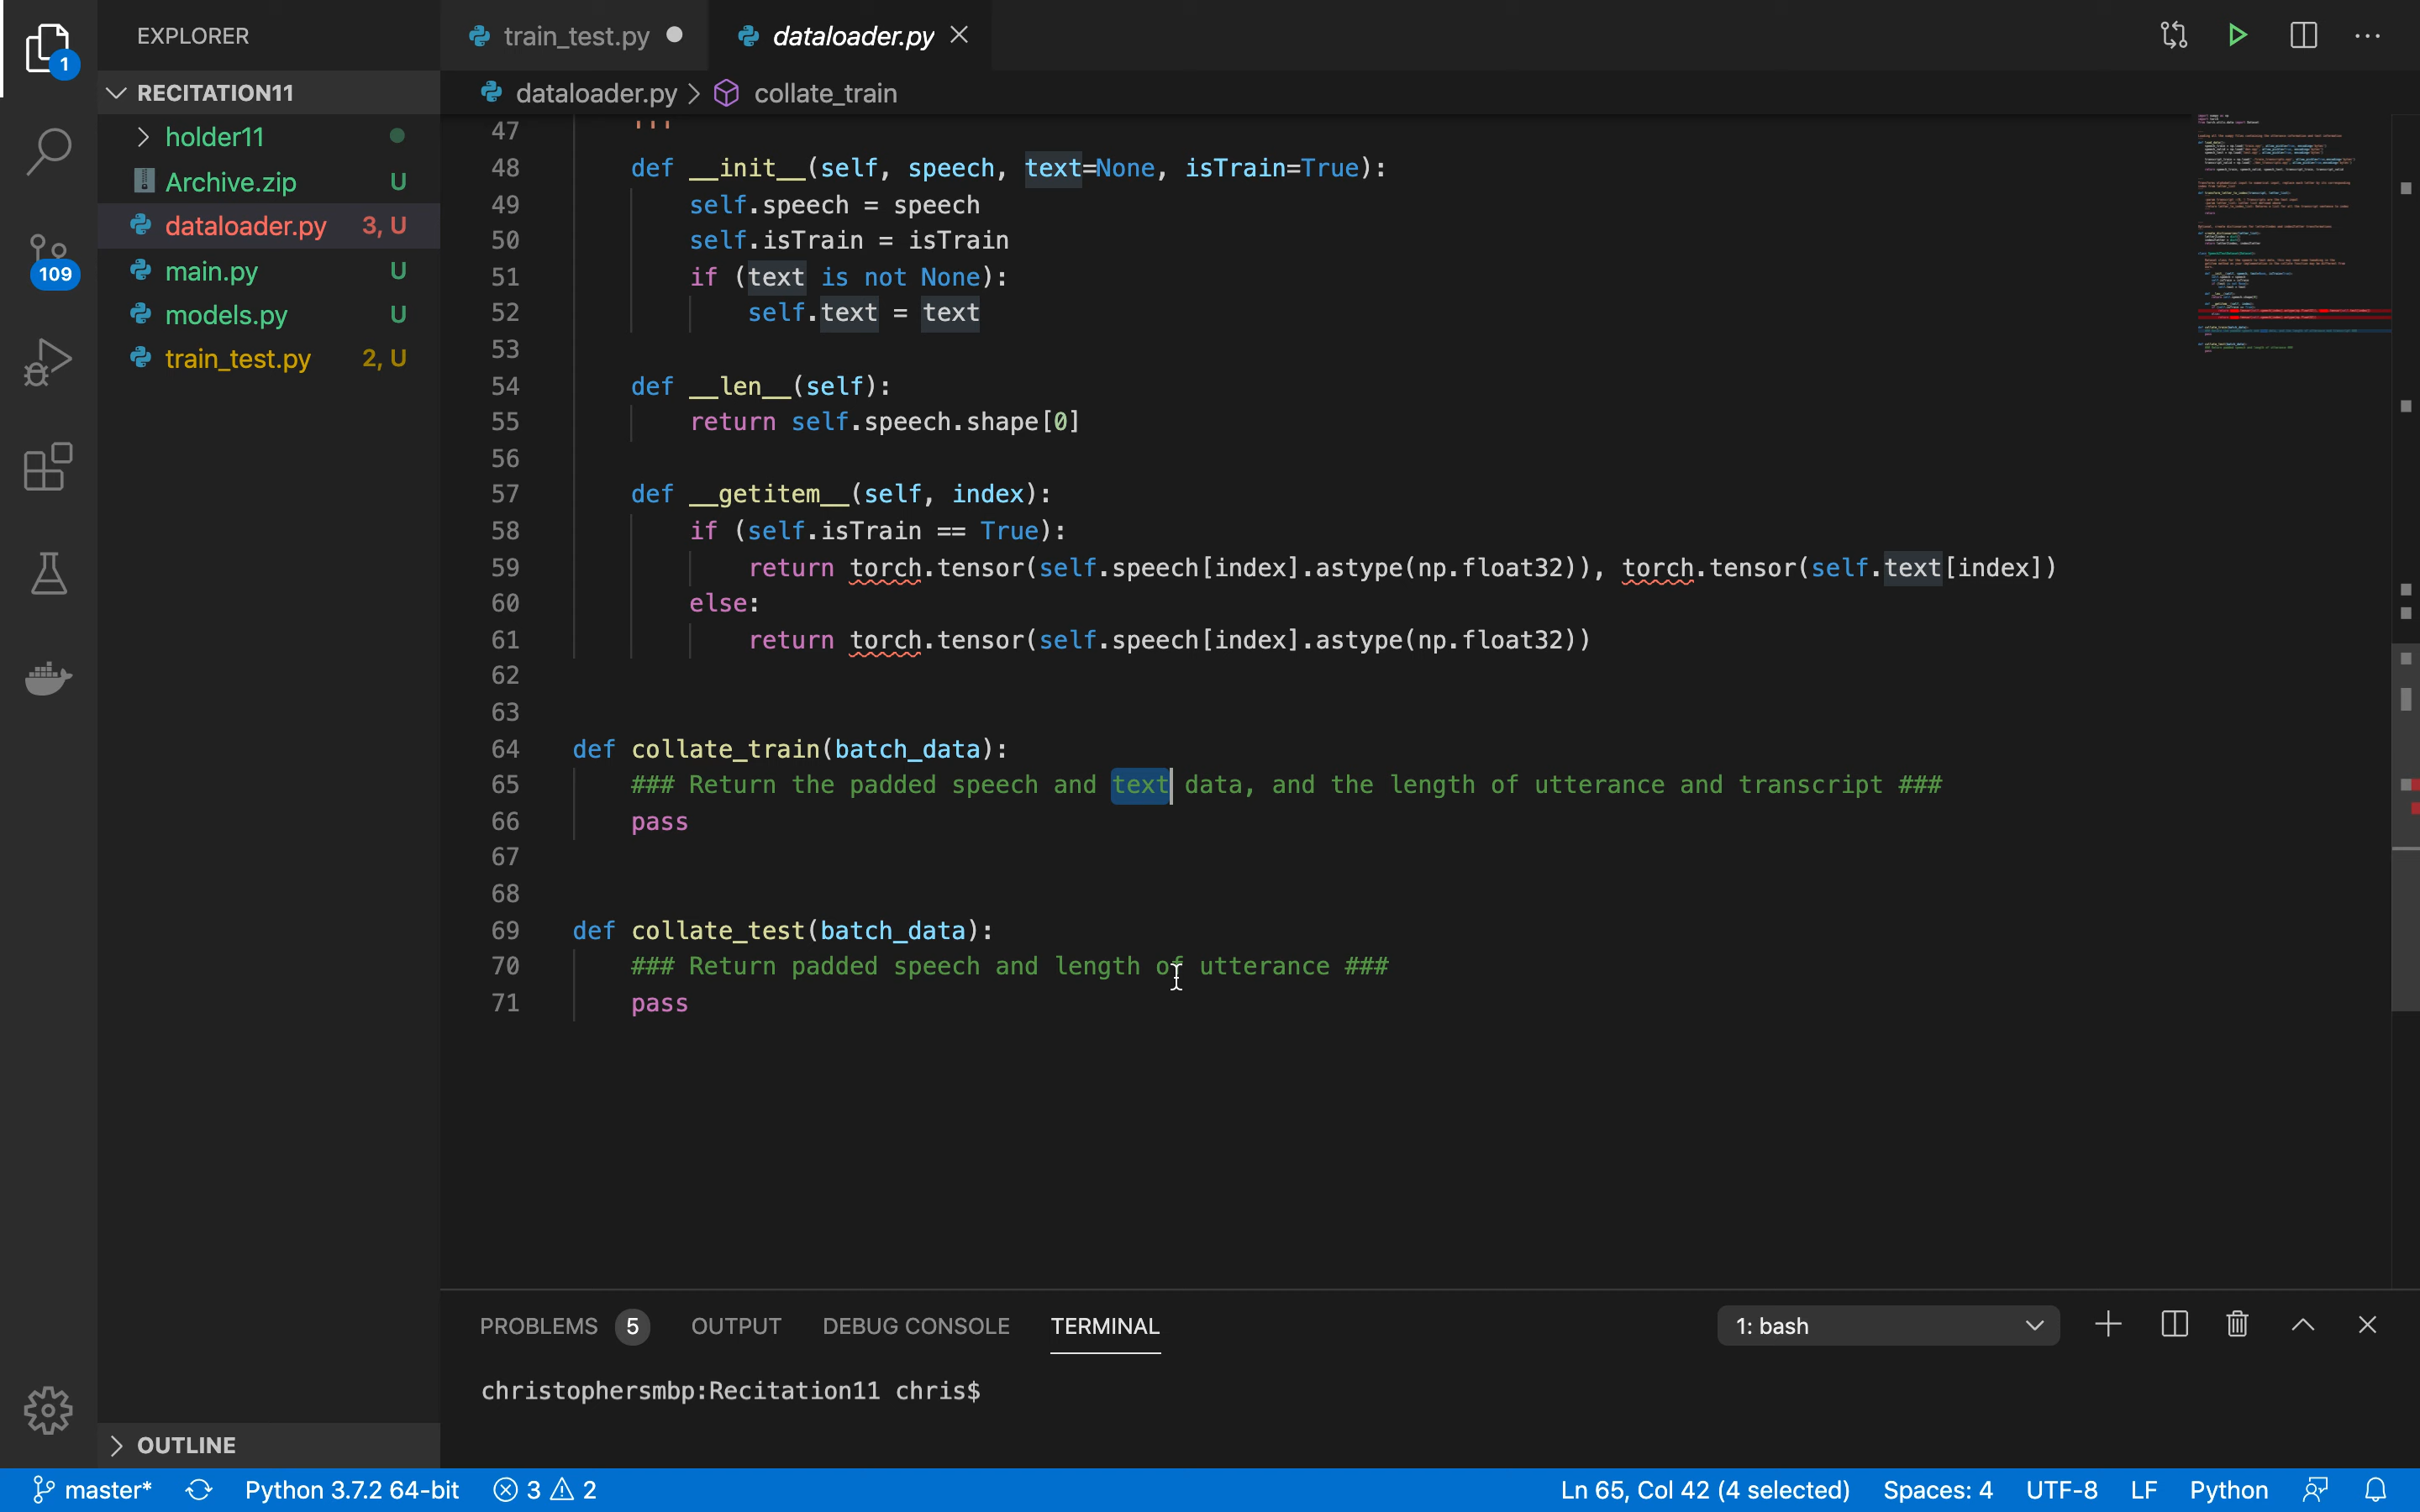 EXPLORER
train_test.py
dataloader.py
1
RECITATION11
dataloader.py > collate_train
holder11
Archive.zip U
dataloader.py 3, U
main.py U
models.py U
train_test.py 2, U
109
47 '''
48 def __init__(self, speech, text=None, isTrain=True):
49 self.speech = speech
50 self.isTrain = isTrain
51 if (text is not None):
52 self.text = text
53
54 def __len__(self):
55 return self.speech.shape[0]
56
57 def __getitem__(self, index):
58 if (self.isTrain == True):
59 return torch.tensor(self.speech[index].astype(np.float32)), torch.tensor(self.text[index])
60 else:
61 return torch.tensor(self.speech[index].astype(np.float32))
62
63
64 def collate_train(batch_data):
65 ### Return the padded speech and text data, and the length of utterance and transcript ###
66 pass
67
68
69 def collate_test(batch_data):
70 ### Return padded speech and length of utterance ###
71 pass
PROBLEMS 5 OUTPUT DEBUG CONSOLE TERMINAL 1: bash
christophersmbp:Recitation11 chris$
OUTLINE
master* Python 3.7.2 64-bit 3 2 Ln 65, Col 42 (4 selected) Spaces: 4 UTF-8 LF Python